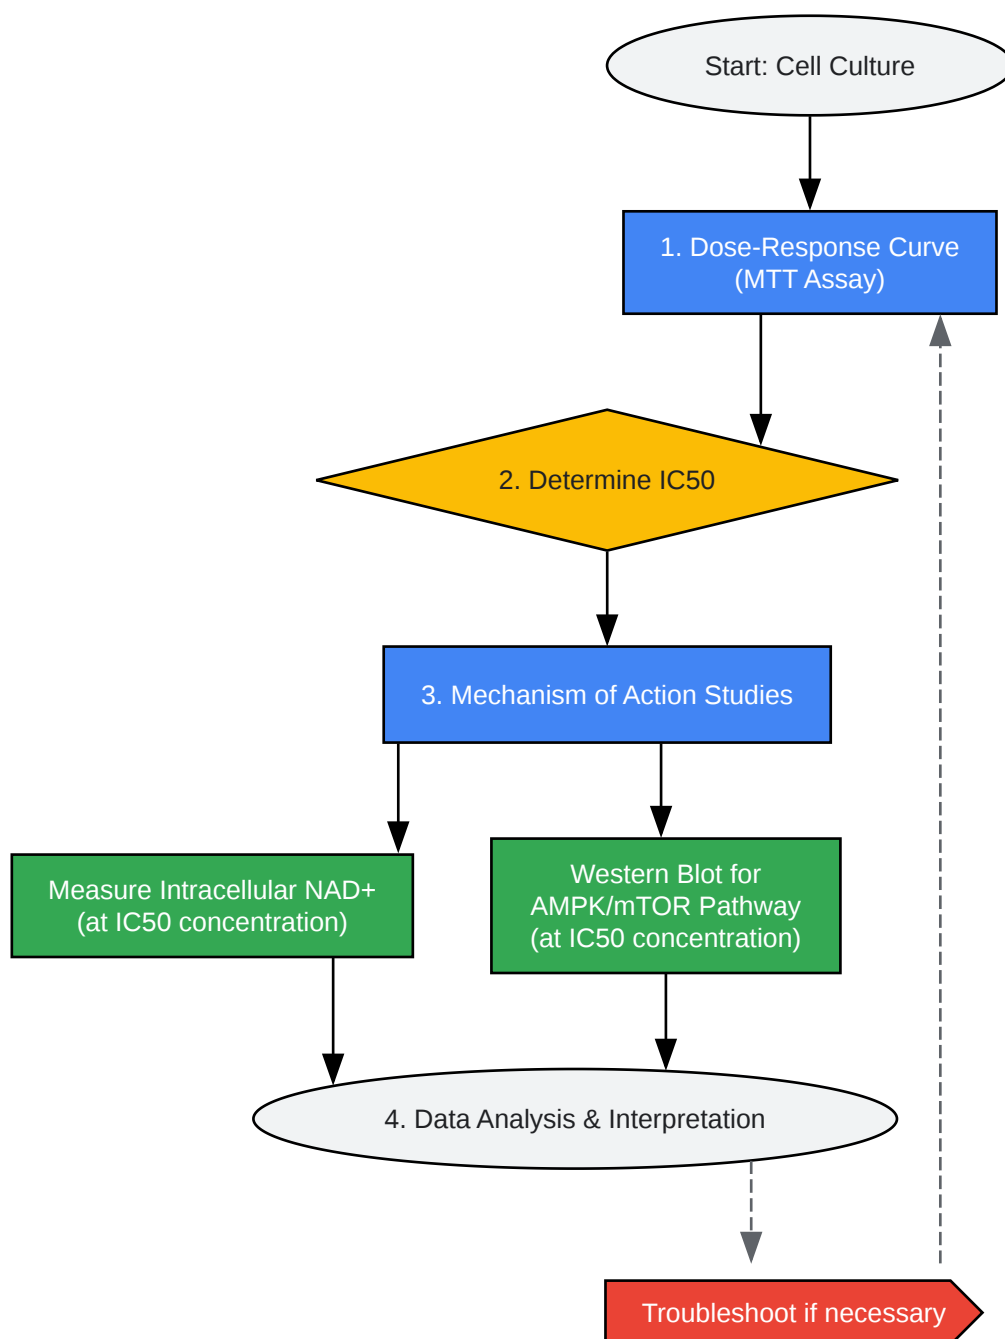 Start: Cell Culture
1. Dose-Response Curve
(MTT Assay)
2. Determine IC50
3. Mechanism of Action Studies
Measure Intracellular NAD+
(at IC50 concentration)
Western Blot for
AMPK/mTOR Pathway
(at IC50 concentration)
4. Data Analysis & Interpretation
Troubleshoot if necessary